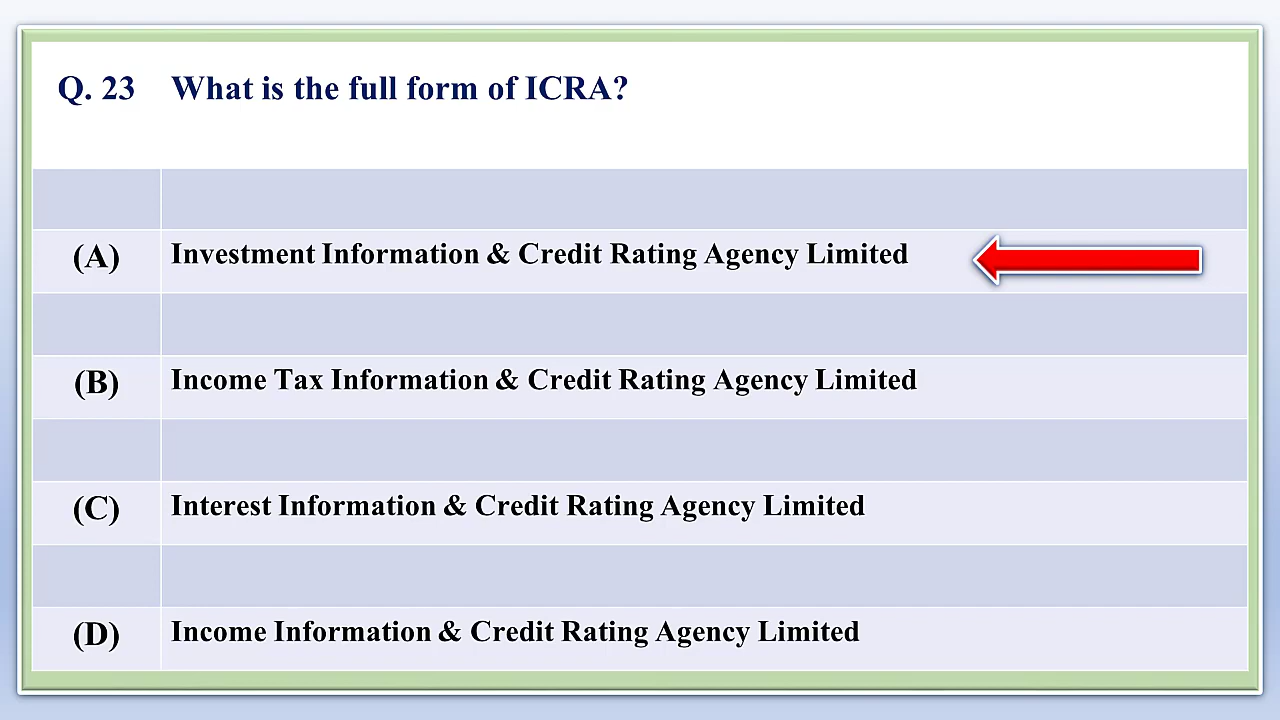 Q. 23 What is the full form of ICRA?
(A) Investment Information & Credit Rating Agency Limited
(B) Income Tax Information & Credit Rating Agency Limited
(C) Interest Information & Credit Rating Agency Limited
(D) Income Information & Credit Rating Agency Limited